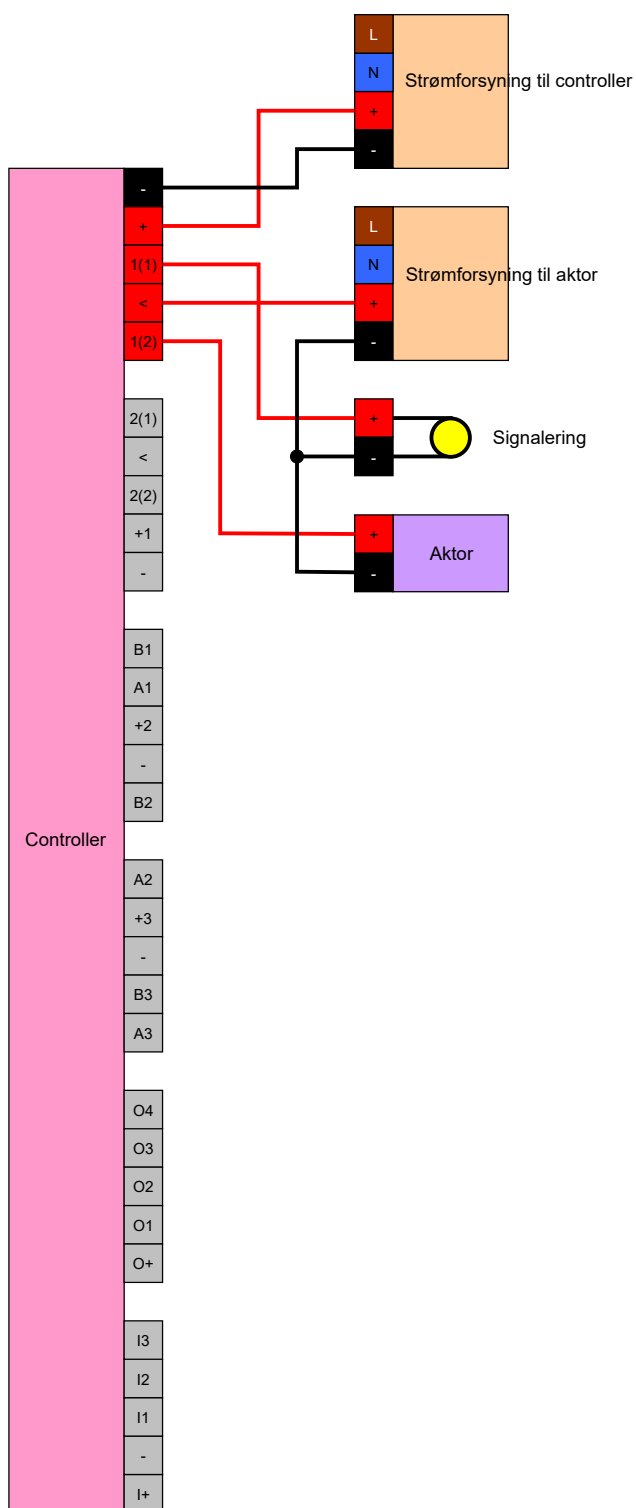 L
N
Strømforsyning til controller
+
-
-
+
1(1)
<
1(2)
L
N
Strømforsyning til aktor
+
-
2(1)
<
2(2)
+1
-
+
-
Signalering
+
-
Aktor
B1
A1
+2
-
B2
Controller
A2
+3
-
B3
A3
O4
O3
O2
O1
O+
I3
I2
I1
-
I+